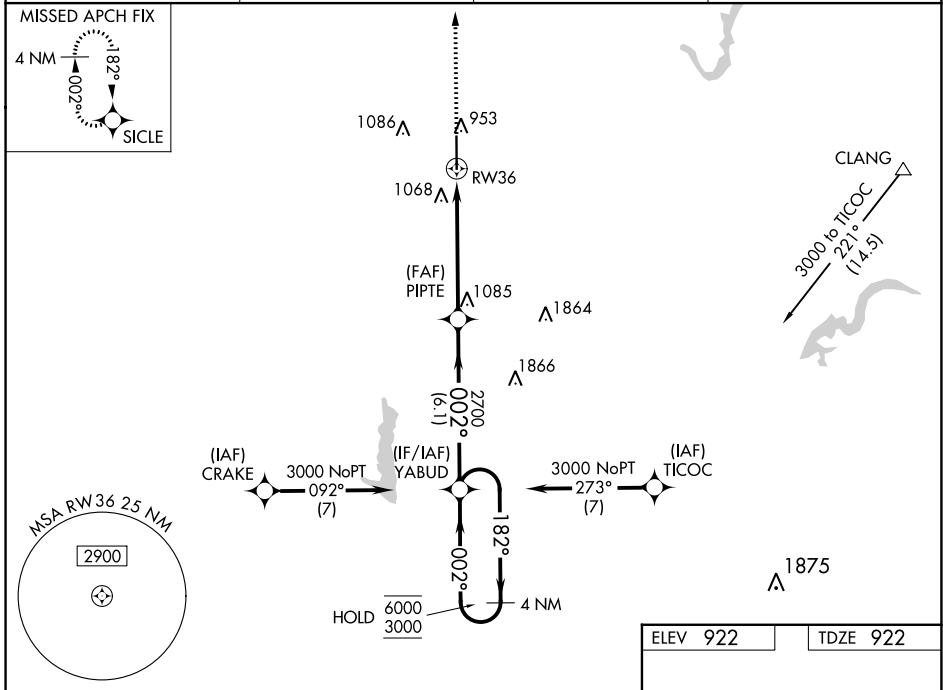 MISSED APCH FIX
4 NM
002°
182°
SICLE
1086
953
RW36
1068
CLANG
3000 to TICOC
221°
(14.5)
(FAF)
PIPTE
1085
1864
1866
2700
002°
(6.1)
(IAF)
CRAKE
3000 NoPT
092°
(7)
(IF/IAF)
YABUD
3000 NoPT
273°
(7)
(IAF)
TICOC
182°
002°
4 NM
HOLD
6000
3000
MSA RW36 25 NM
2900
1875
ELEV 922
TDZE 922